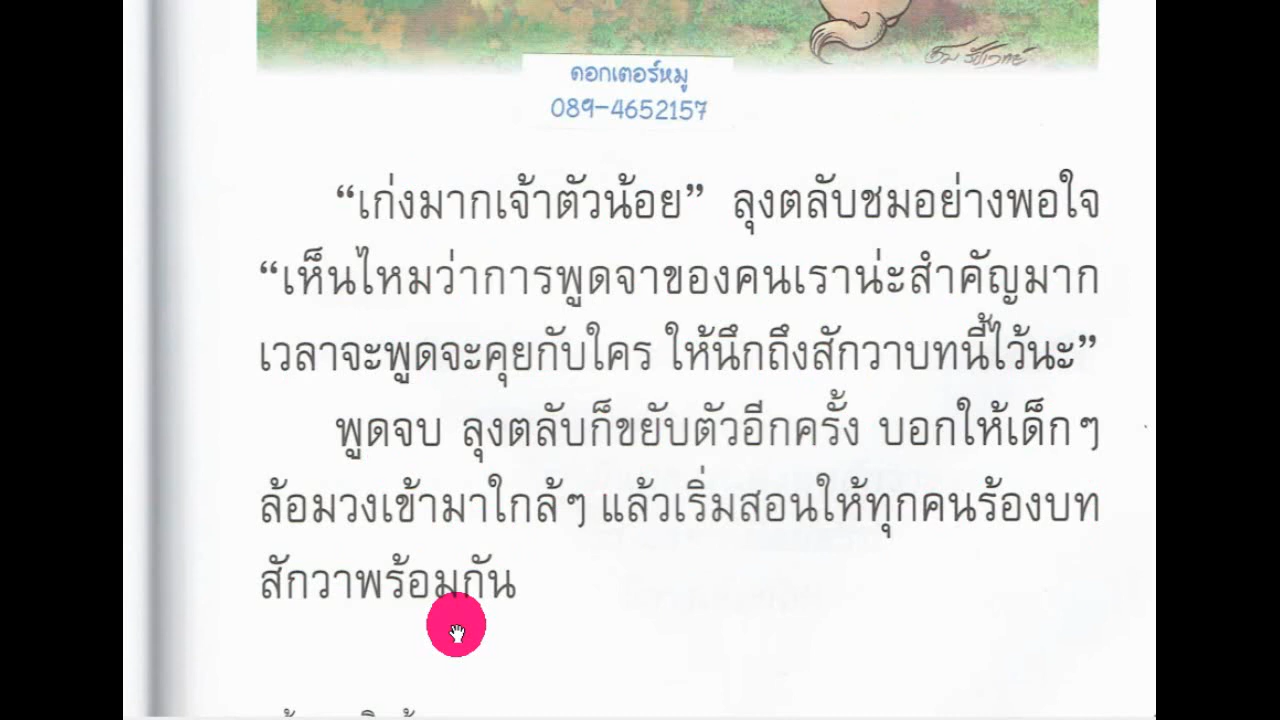 ดอกเตอร์หมู
089-4652157
“เก่งมากเจ้าตัวน้อย” ลุงตลับชมอย่างพอใจ
“เห็นไหมว่าการพูดจาของคนเราน่ะสำคัญมาก
เวลาจะพูดจะคุยกับใคร ให้นึกถึงสักวาบทนี้ไว้นะ”
พูดจบ ลุงตลับก็ขยับตัวอีกครั้ง บอกให้เด็กๆ
ล้อมวงเข้ามาใกล้ๆ แล้วเริ่มสอนให้ทุกคนร้องบท
สักวาพร้อมกัน